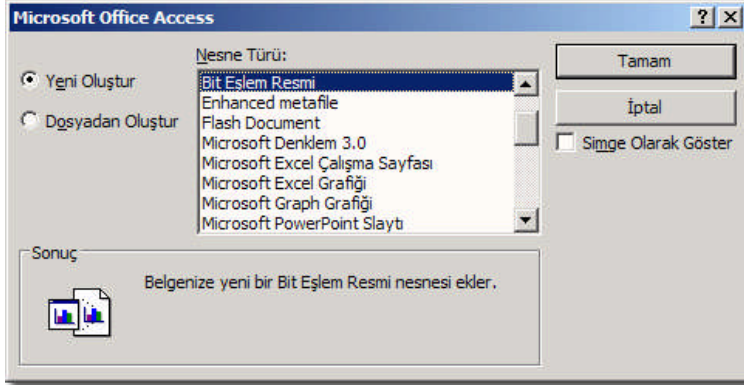 Microsoft Office Access
Nesne Türü:
Yeni Oluştur
Dosyadan Oluştur
Bit Eşlem Resmi
Enhanced metafile
Flash Document
Microsoft Denklem 3.0
Microsoft Excel Çalışma Sayfası
Microsoft Excel Grafiği
Microsoft Graph Grafiği
Microsoft PowerPoint Slaytı
Tamam
İptal
Simge Olarak Göster
Sonuç
Belgenize yeni bir Bit Eşlem Resmi nesnesi ekler.